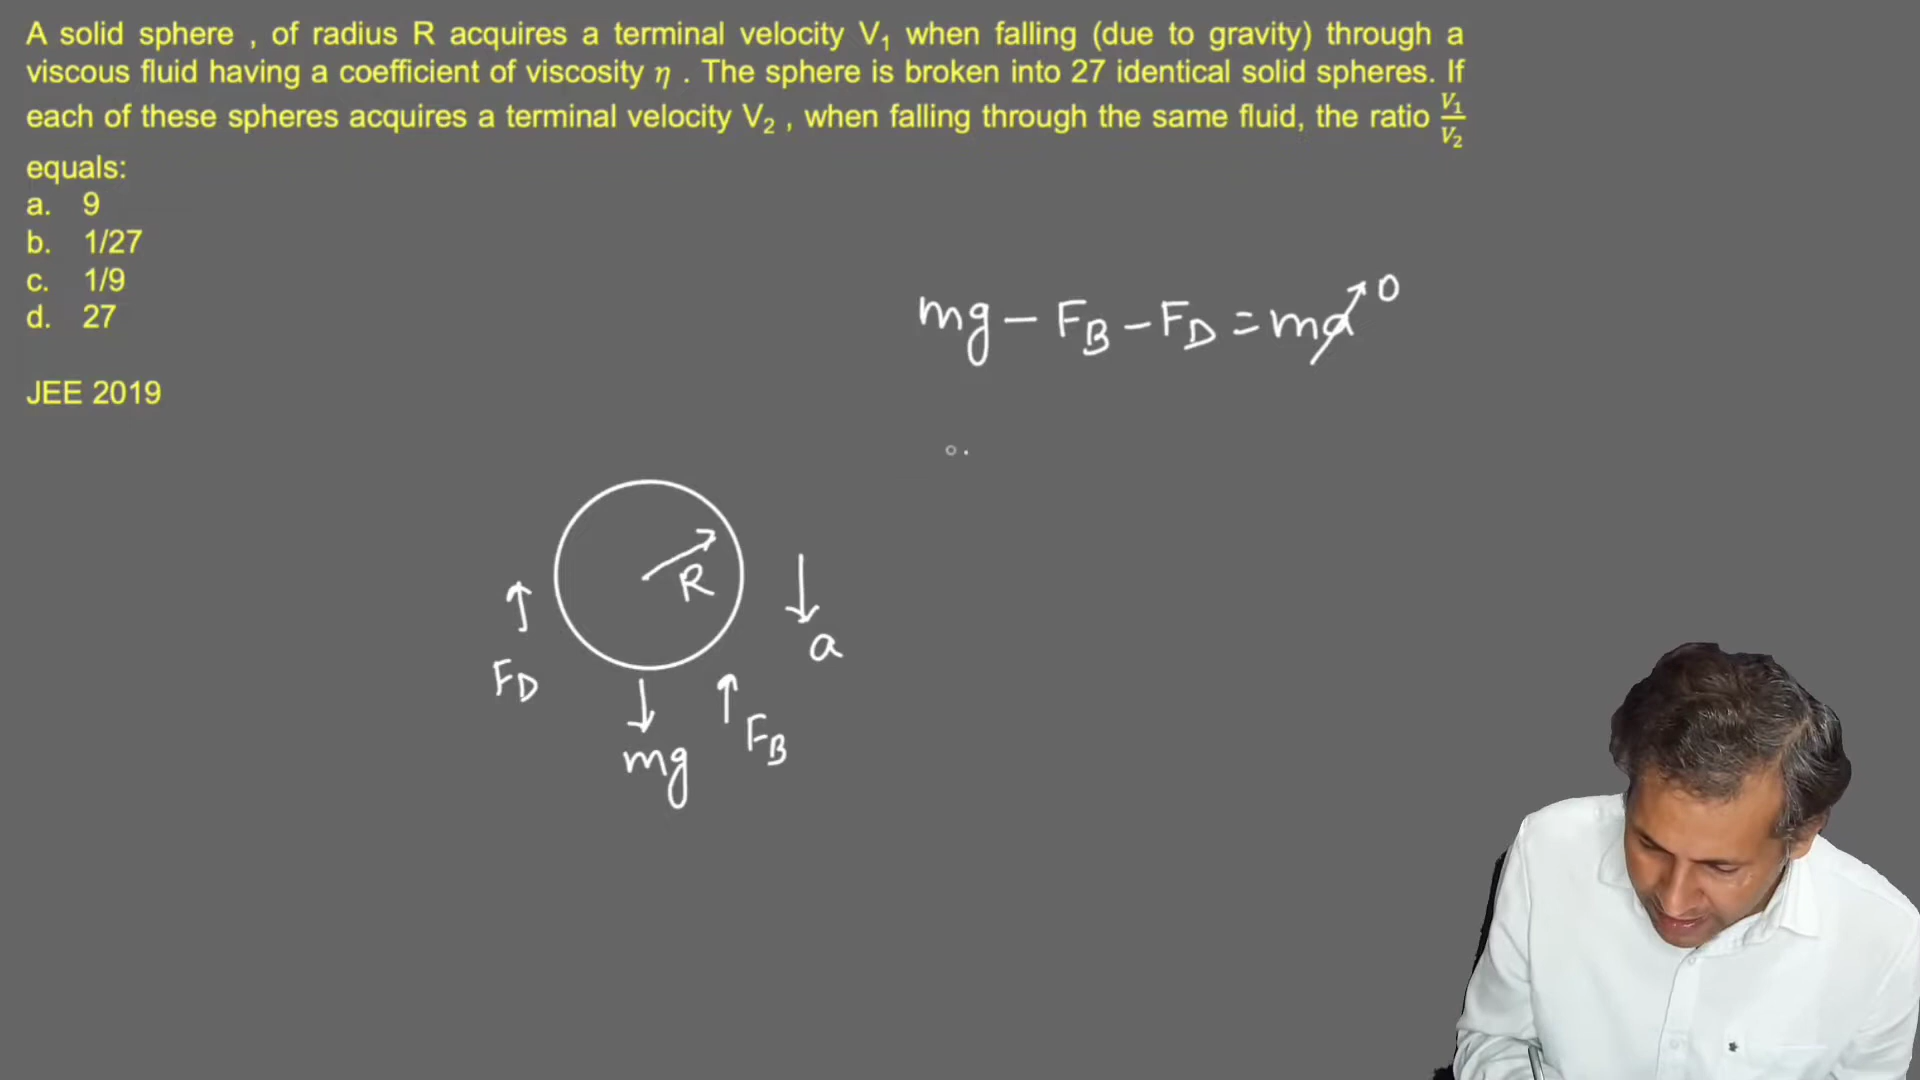 A solid sphere , of radius R acquires a terminal velocity V₁ when falling (due to gravity) through a
viscous fluid having a coefficient of viscosity η . The sphere is broken into 27 identical solid spheres. If
each of these spheres acquires a terminal velocity V₂ , when falling through the same fluid, the ratio V₁/V₂
equals:
a. 9
b. 1/27
c. 1/9
d. 27
JEE 2019
mg − F_B − F_D = ma ↗ 0
R
a
F_D
F_B
mg